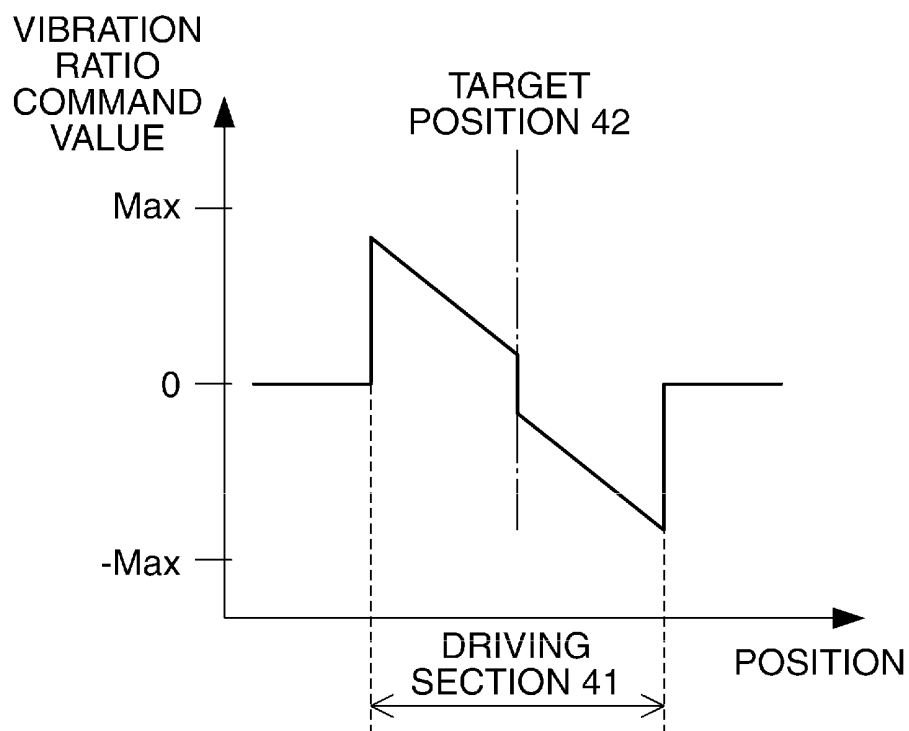 VIBRATION
RATIO
COMMAND
VALUE
TARGET
POSITION 42
Max
0
-Max
DRIVING
SECTION 41
POSITION